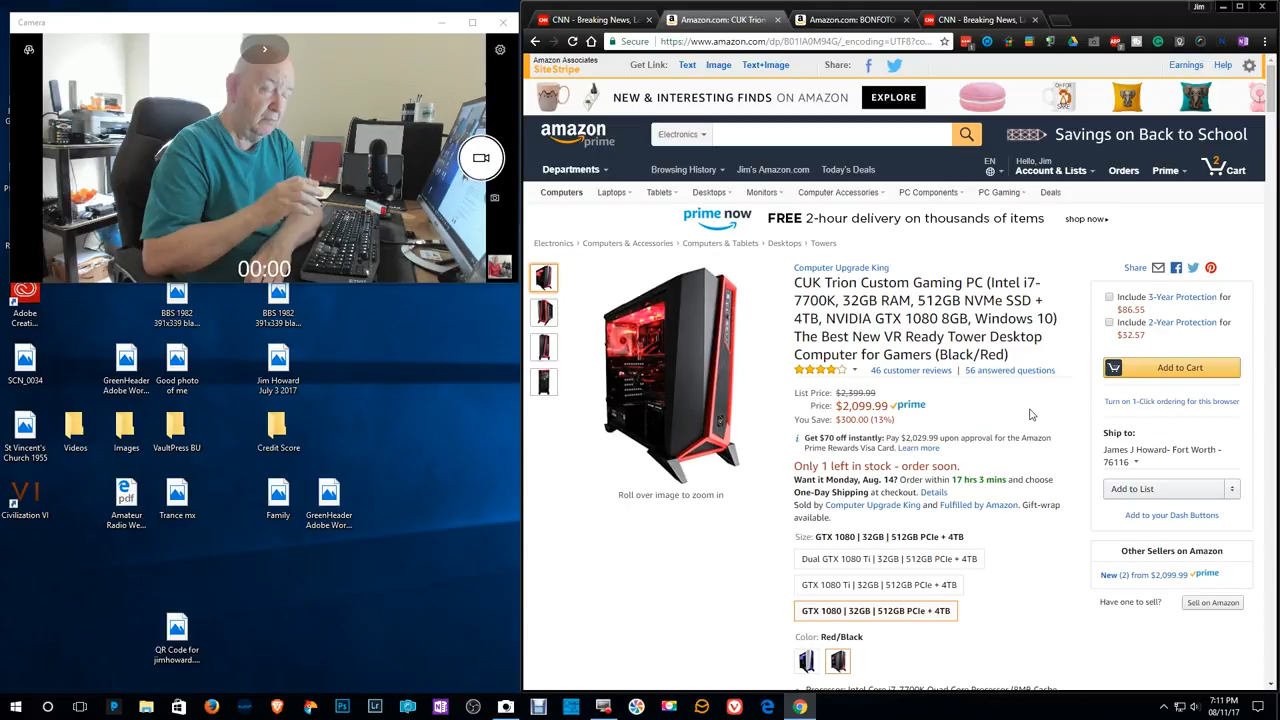 Camera
00:00
Adobe
Creati...
BBS 1982
391x339 bla...
BBS 1982
391x339 bla...
SCN_0034
GreenHeader
Adobe Wor...
Good photo
of me
Jim Howard
July 3 2017
St Vincent's
Church 1955
Videos
Images
VaultPress BU
Credit Score
Civilization VI
Amateur
Radio We...
Trance mx
Family
GreenHeader
Adobe Wor...
QR Code for
jimhoward....
Jim
CNN - Breaking News, L
Amazon.com: CUK Trion
Amazon.com: BONFOTO
CNN - Breaking News, L
Secure
https://www.amazon.com/dp/B01IA0M94G/_encoding=UTF8?co...
Amazon Associates
SiteStripe
Get Link:
Text
Image
Text+Image
Share:
Earnings
Help
NEW & INTERESTING FINDS ON AMAZON
EXPLORE
amazon
prime
Electronics
Savings on Back to School
Departments
Browsing History
Jim's Amazon.com
Today's Deals
EN
Hello, Jim
Account & Lists
Orders
Prime
2
Cart
Computers
Laptops
Tablets
Desktops
Monitors
Computer Accessories
PC Components
PC Gaming
Deals
prime now
FREE 2-hour delivery on thousands of items
shop now
Electronics › Computers & Accessories › Computers & Tablets › Desktops › Towers
Computer Upgrade King
CUK Trion Custom Gaming PC (Intel i7-
7700K, 32GB RAM, 512GB NVMe SSD +
4TB, NVIDIA GTX 1080 8GB, Windows 10)
The Best New VR Ready Tower Desktop
Computer for Gamers (Black/Red)
46 customer reviews | 56 answered questions
List Price: $2,399.99
Price: $2,099.99 prime
You Save: $300.00 (13%)
Get $70 off instantly: Pay $2,029.99 upon approval for the Amazon
Prime Rewards Visa Card. Learn more
Only 1 left in stock - order soon.
Want it Monday, Aug. 14? Order within 17 hrs 3 mins and choose
One-Day Shipping at checkout. Details
Sold by Computer Upgrade King and Fulfilled by Amazon. Gift-wrap
available.
Size: GTX 1080 | 32GB | 512GB PCIe + 4TB
Dual GTX 1080 Ti | 32GB | 512GB PCIe + 4TB
GTX 1080 Ti | 32GB | 512GB PCIe + 4TB
GTX 1080 | 32GB | 512GB PCIe + 4TB
Color: Red/Black
Processor: Intel Core i7-7700K Quad Core Processor (8MB Cache
Roll over image to zoom in
Share
Include 3-Year Protection for
$86.55
Include 2-Year Protection for
$32.57
Add to Cart
Turn on 1-Click ordering for this browser
Ship to:
James J Howard- Fort Worth -
76116
Add to List
Add to your Dash Buttons
Other Sellers on Amazon
New (2) from $2,099.99 prime
Have one to sell?
Sell on Amazon
7:11 PM
08/11/17